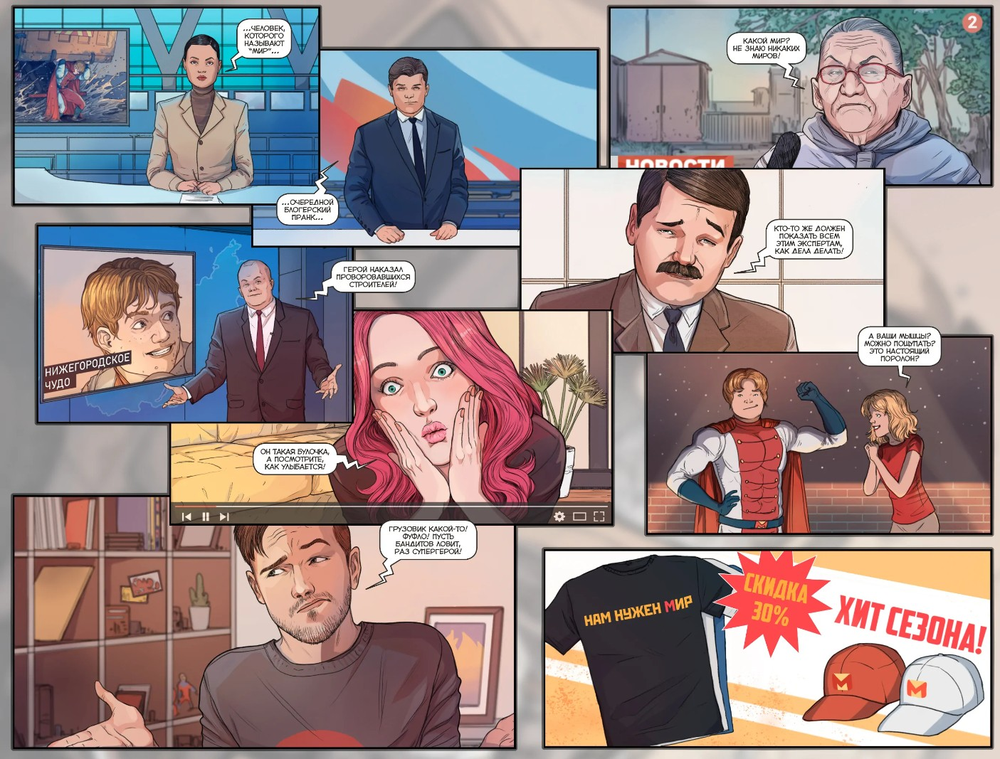 ...ЧЕЛОВЕК,
КОТОРОГО
НАЗЫВАЮТ
"МИР"...
...ОЧЕРЕДНОЙ
БЛОГЕРСКИЙ
ПРАНК...
2
КАКОЙ МИР?
НЕ ЗНАЮ НИКАКИХ
МИРОВ!
НОВОСТИ
КТО-ТО ЖЕ ДОЛЖЕН
ПОКАЗАТЬ ВСЕМ
ЭТИМ ЭКСПЕРТАМ,
КАК ДЕЛА ДЕЛАТЬ!
ГЕРОЙ НАКАЗАЛ
ПРОВОРОВАВШИХСЯ
СТРОИТЕЛЕЙ!
НИЖЕГОРОДСКОЕ
ЧУДО
ОН ТАКАЯ БУЛОЧКА,
А ПОСМОТРИТЕ,
КАК УЛЫБАЕТСЯ!
А ВАШИ МЫШЦЫ?
МОЖНО ПОЩУПАТЬ?
ЭТО НАСТОЯЩИЙ
ПОРОЛОН?
ГРУЗОВИК КАКОЙ-ТО!
ФУФЛО! ПУСТЬ
БАНДИТОВ ЛОВИТ,
РАЗ СУПЕРГЕРОЙ!
НАМ НУЖЕН МИР
СКИДКА
30%
ХИТ СЕЗОНА!
М
М